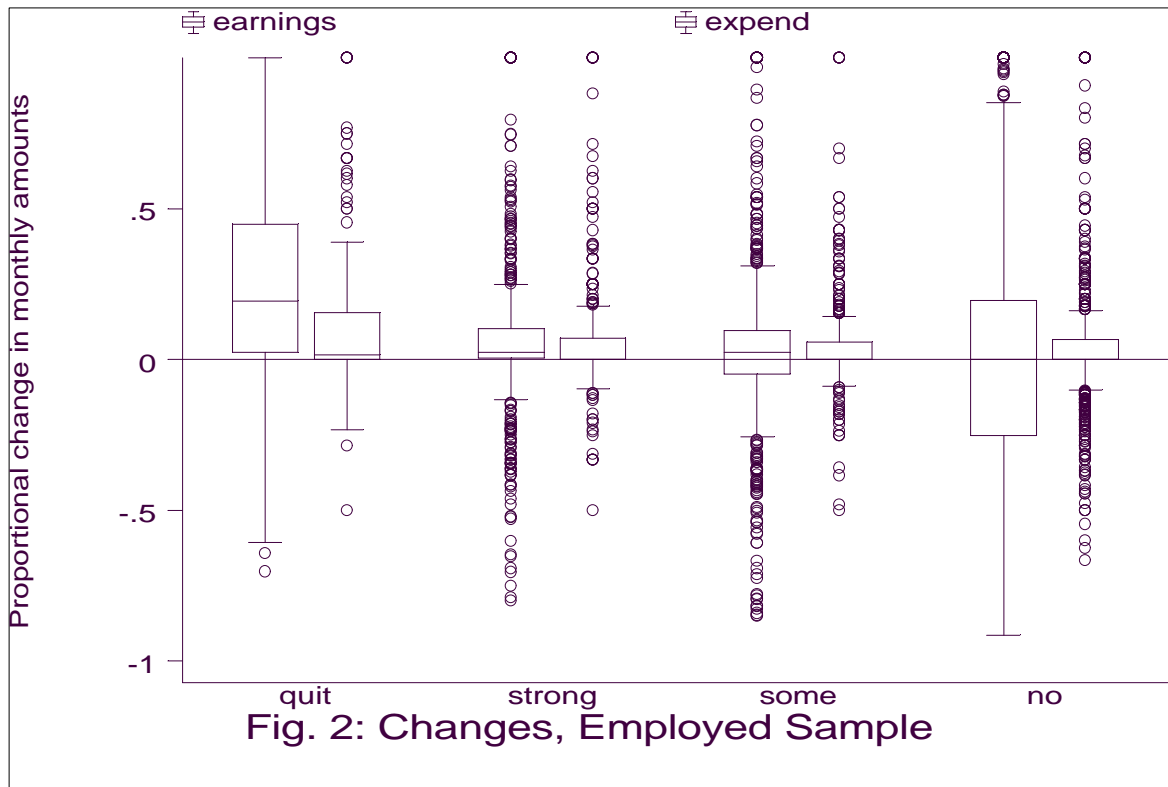 earnings expend
Proportional change in monthly amounts
.5
0
-.5
-1
quit strong some no
Fig. 2: Changes, Employed Sample